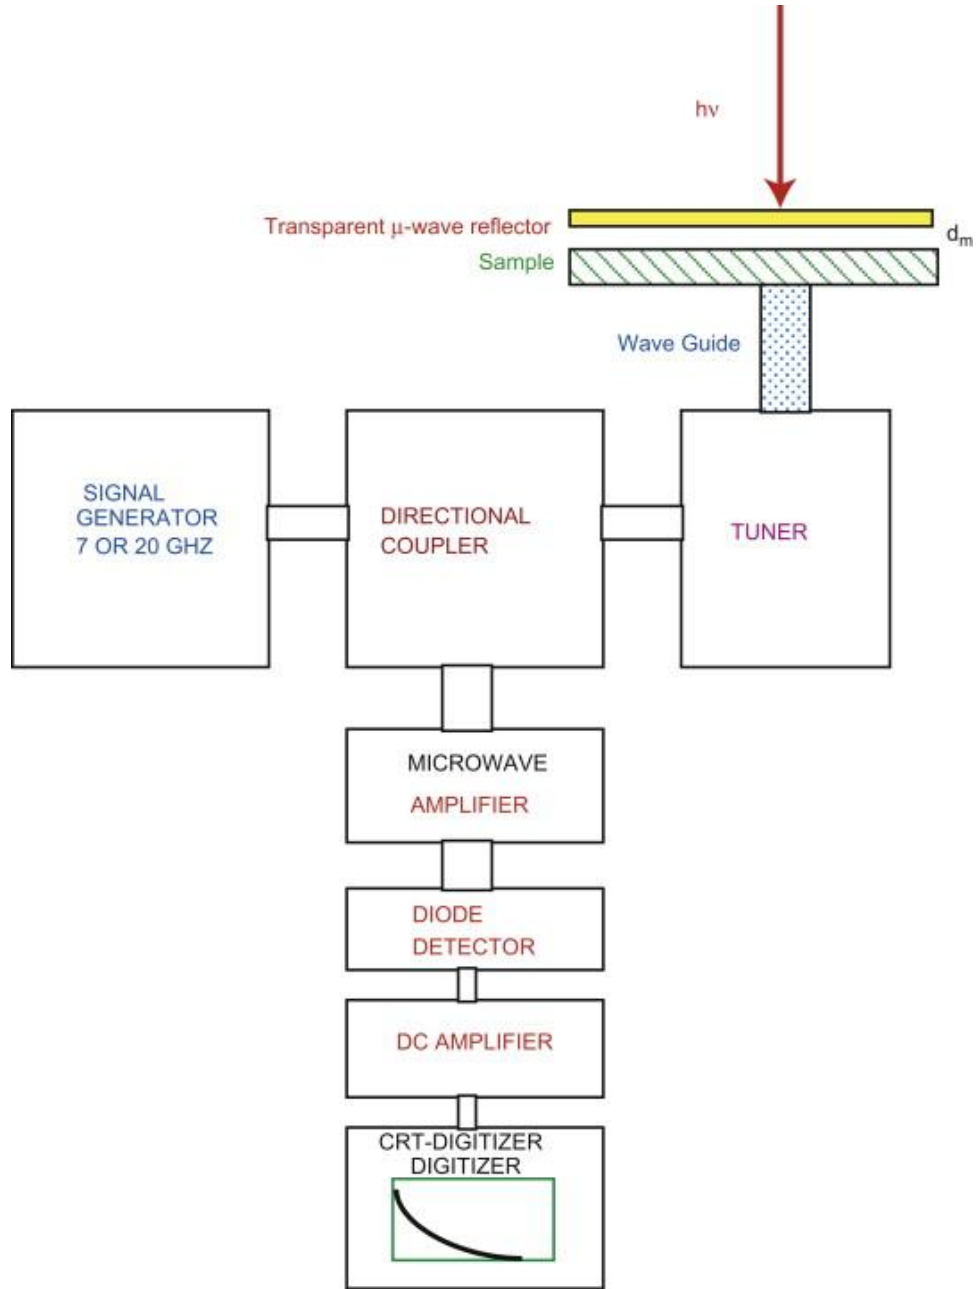 hν
Transparent μ-wave reflector
d_m
Sample
Wave Guide
SIGNAL
GENERATOR
7 OR 20 GHZ
DIRECTIONAL
COUPLER
TUNER
MICROWAVE
AMPLIFIER
DIODE
DETECTOR
DC AMPLIFIER
CRT-DIGITIZER
DIGITIZER